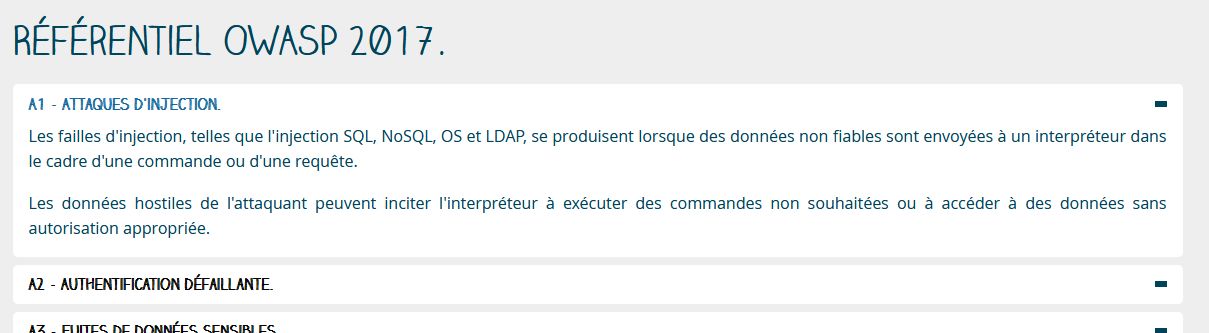 RÉFÉRENTIEL OWASP 2017.
A1 - ATTAQUES D'INJECTION.
Les failles d'injection, telles que l'injection SQL, NoSQL, OS et LDAP, se produisent lorsque des données non fiables sont envoyées à un interpréteur dans
le cadre d'une commande ou d'une requête.
Les données hostiles de l'attaquant peuvent inciter l'interpréteur à exécuter des commandes non souhaitées ou à accéder à des données sans
autorisation appropriée.
A2 - AUTHENTIFICATION DÉFAILLANTE.
A3 - FUITES DE DONNÉES SENSIBLES.